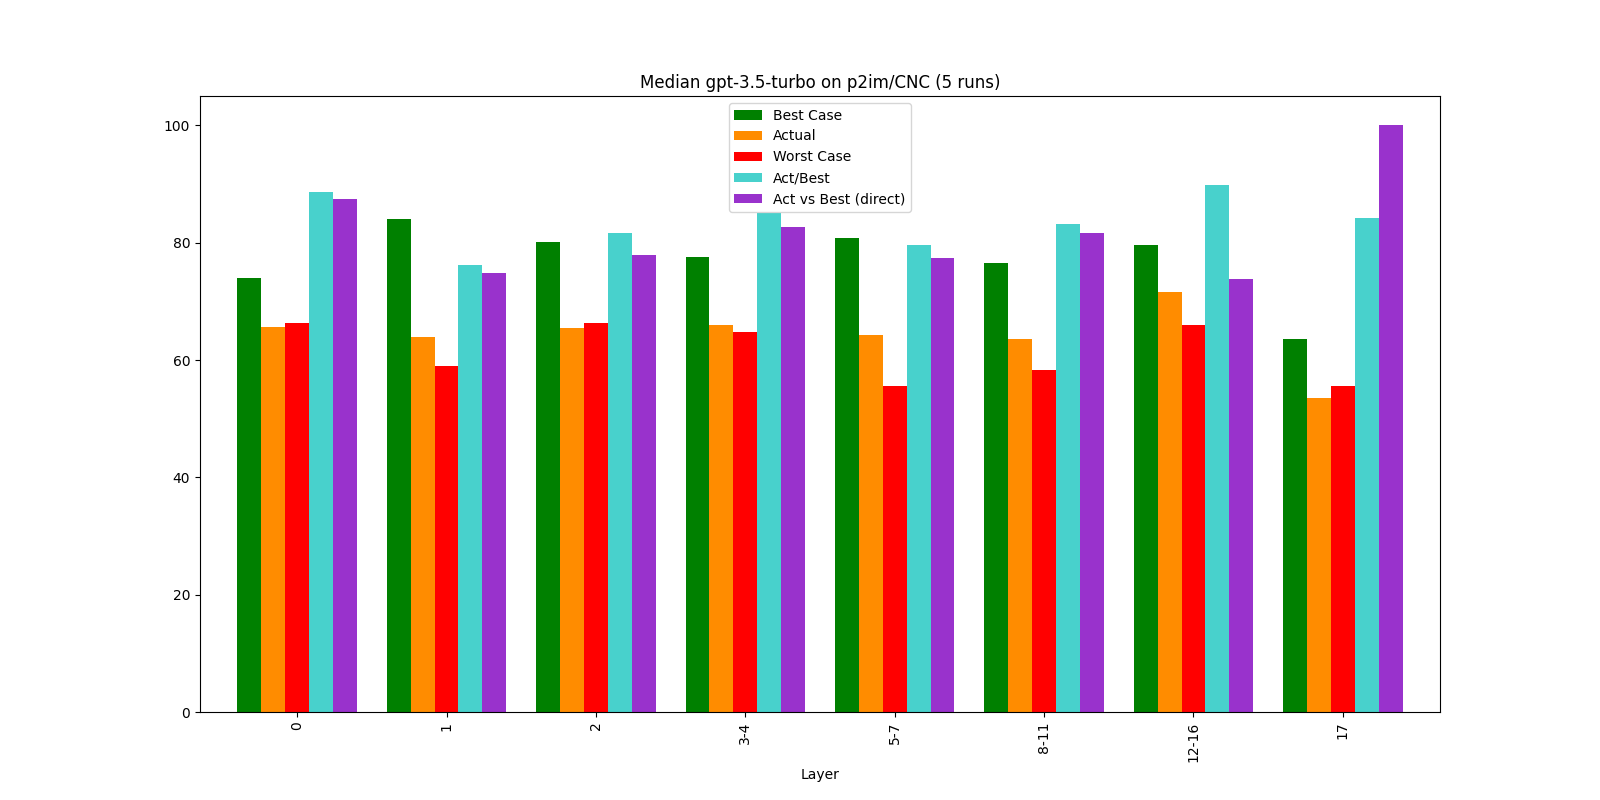 Median gpt-3.5-turbo on p2im/CNC (5 runs)
Best Case
Actual
Worst Case
Act/Best
Act vs Best (direct)
100
80
60
40
20
0
0
1
2
3-4
5-7
8-11
12-16
17
Layer